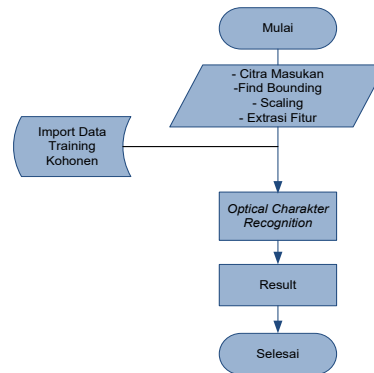 Mulai
- Citra Masukan
-Find Bounding
- Scaling
- Extrasi Fitur
Import Data
Training
Kohonen
Optical Charakter
Recognition
Result
Selesai